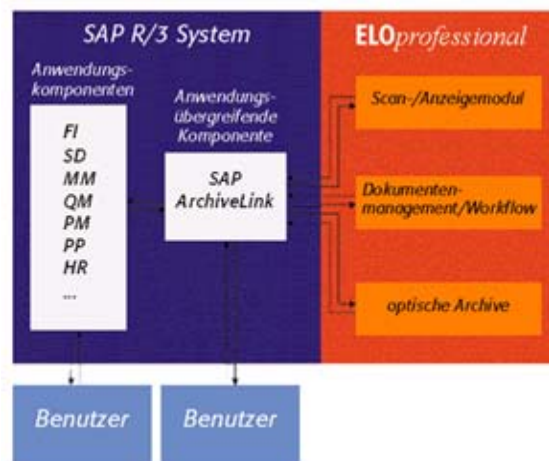 SAP R/3 System
ELOprofessional
Anwendungs-
komponenten
FI
SD
MM
QM
PM
PP
HR
...
Anwendungs-
übergreifende
Komponente
SAP
ArchiveLink
Scan-/Anzeigemodul
Dokumenten-
management/Workflow
optische Archive
Benutzer
Benutzer